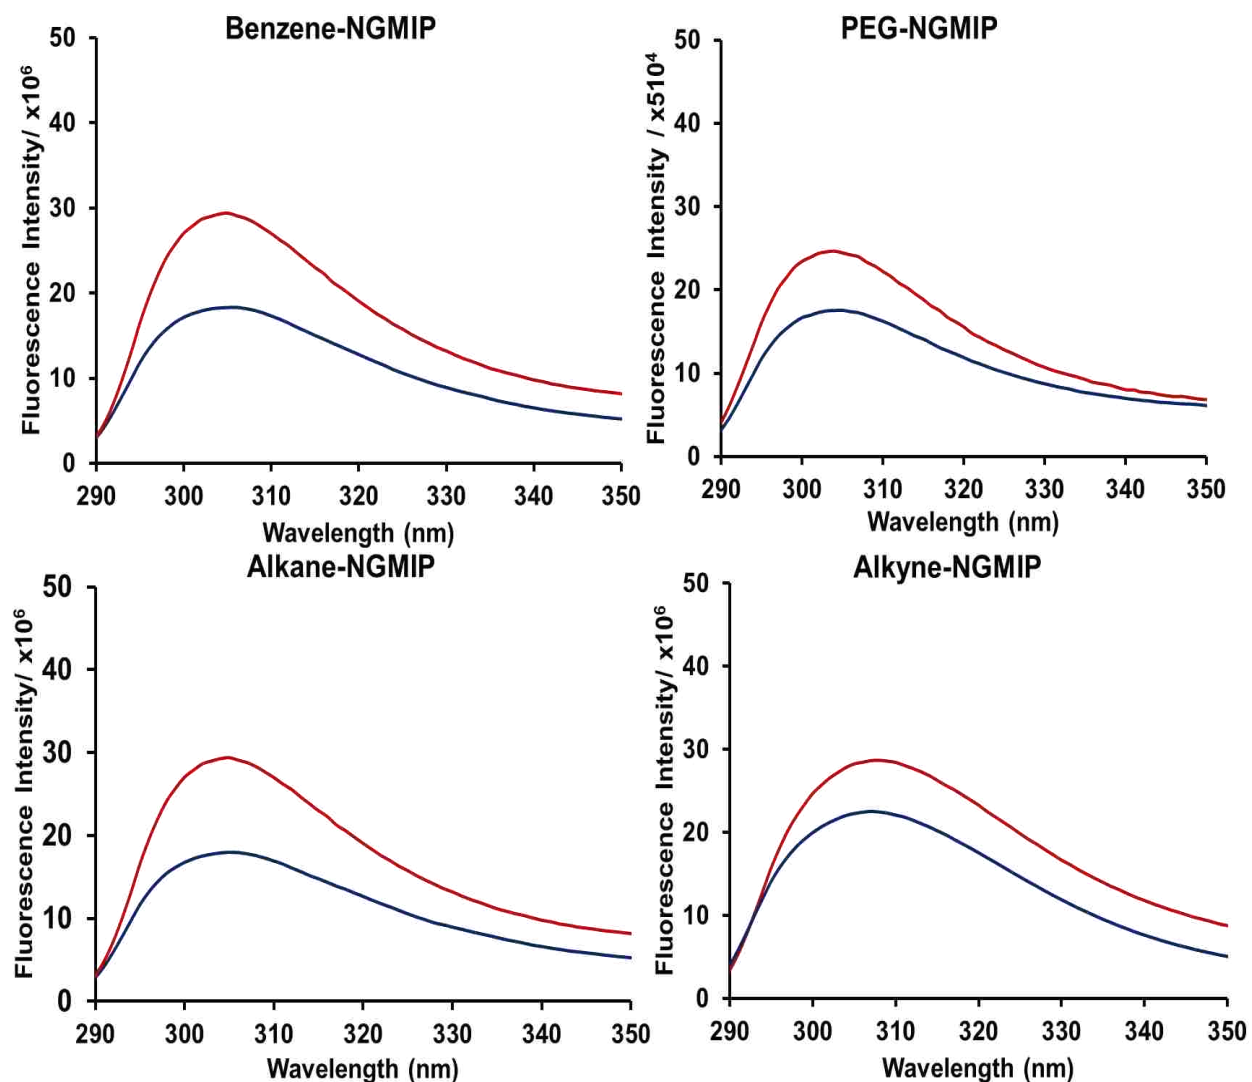 Benzene-NGMIP
Fluorescence Intensity/ x10⁶
50
40
30
20
10
0
290 300 310 320 330 340 350
Wavelength (nm)
PEG-NGMIP
Fluorescence Intensity / x510⁴
50
40
30
20
10
0
290 300 310 320 330 340 350
Wavelength (nm)
Alkane-NGMIP
Fluorescence Intensity/ x10⁶
50
40
30
20
10
0
290 300 310 320 330 340 350
Wavelength (nm)
Alkyne-NGMIP
Fluorescence Intensity/ x10⁶
50
40
30
20
10
0
290 300 310 320 330 340 350
Wavelength (nm)